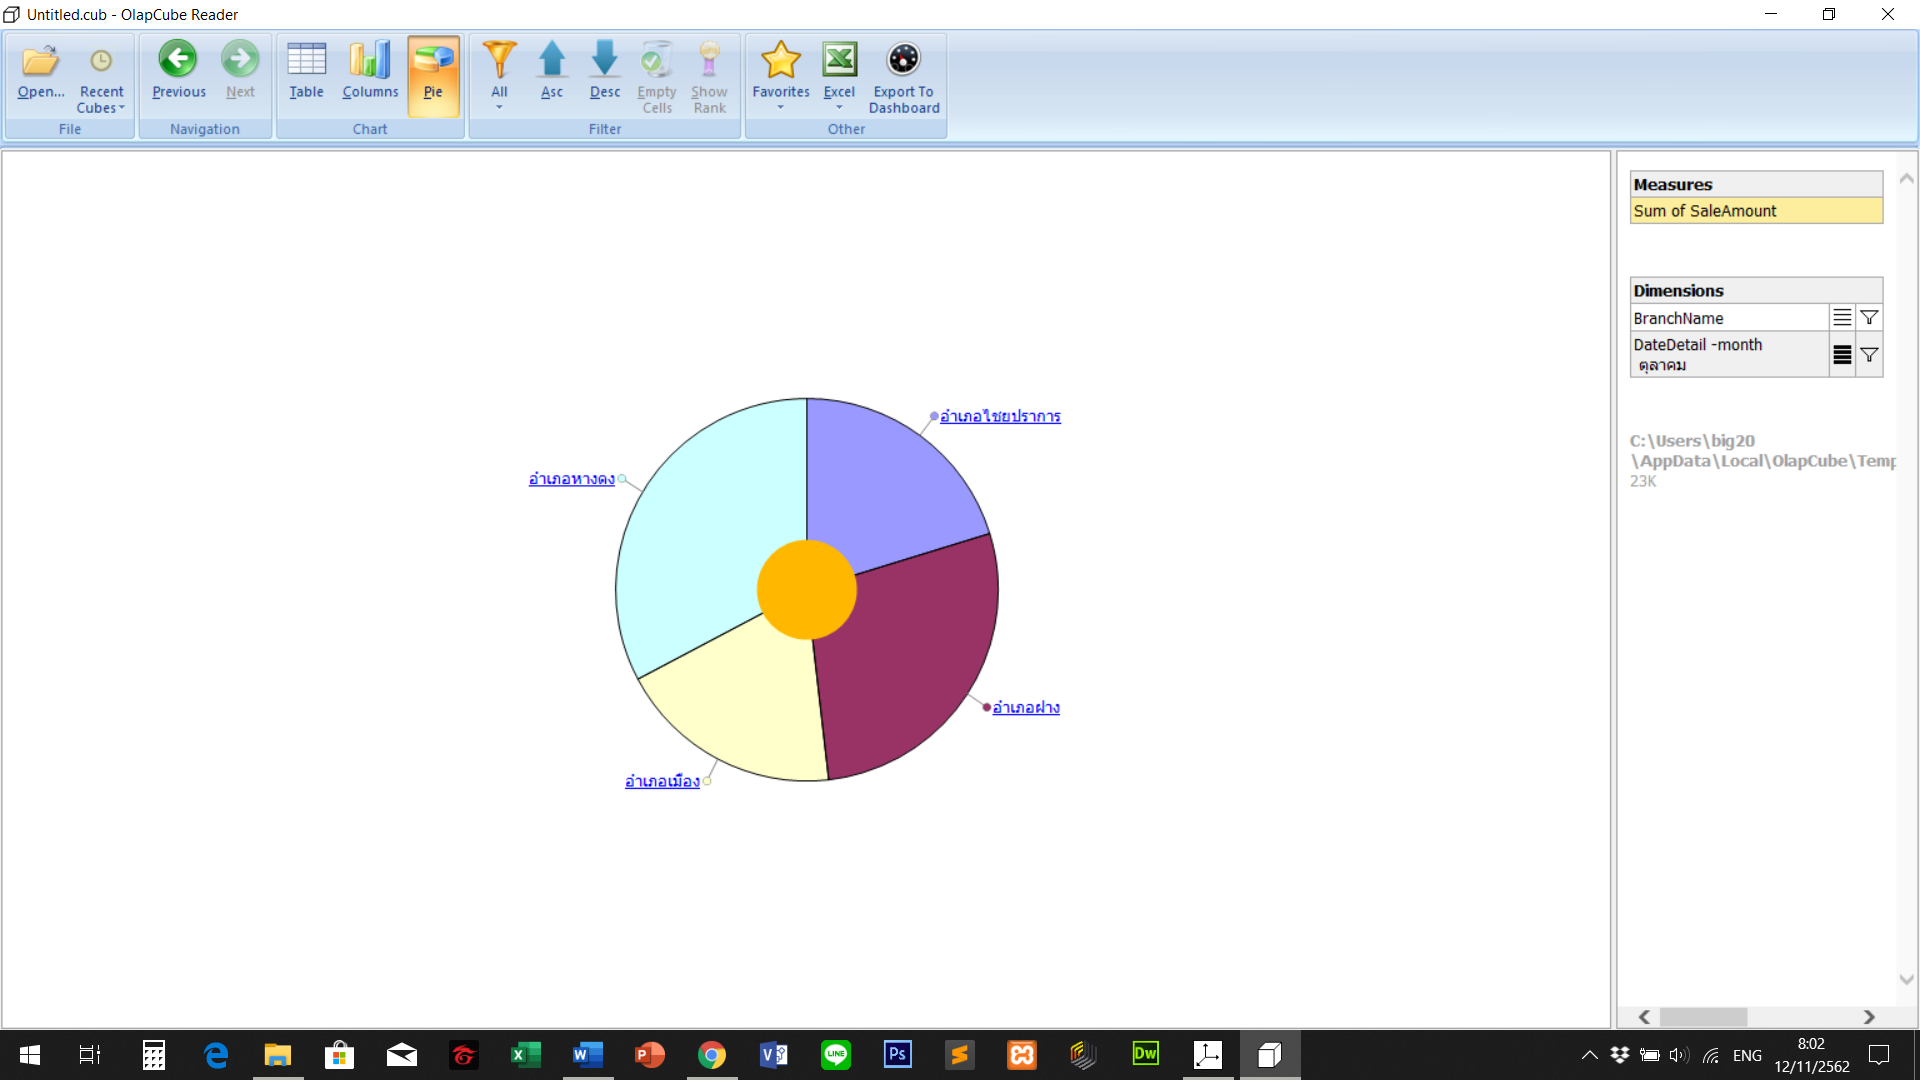 Untitled.cub - OlapCube Reader
Open...
Recent
Cubes
File
Previous
Next
Navigation
Table
Columns
Pie
Chart
All
Asc
Desc
Empty
Cells
Show
Rank
Filter
Favorites
Excel
Export To
Dashboard
Other
อำเภอไชยปราการ
อำเภอหางดง
อำเภอฝาง
อำเภอเมือง
Measures
Sum of SaleAmount
Dimensions
BranchName
DateDetail -month
ตุลาคม
C:\Users\big20
\AppData\Local\OlapCube\Temp
23K
X
W
P
V
LINE
Ps
Dw
ENG
8:02
12/11/2562